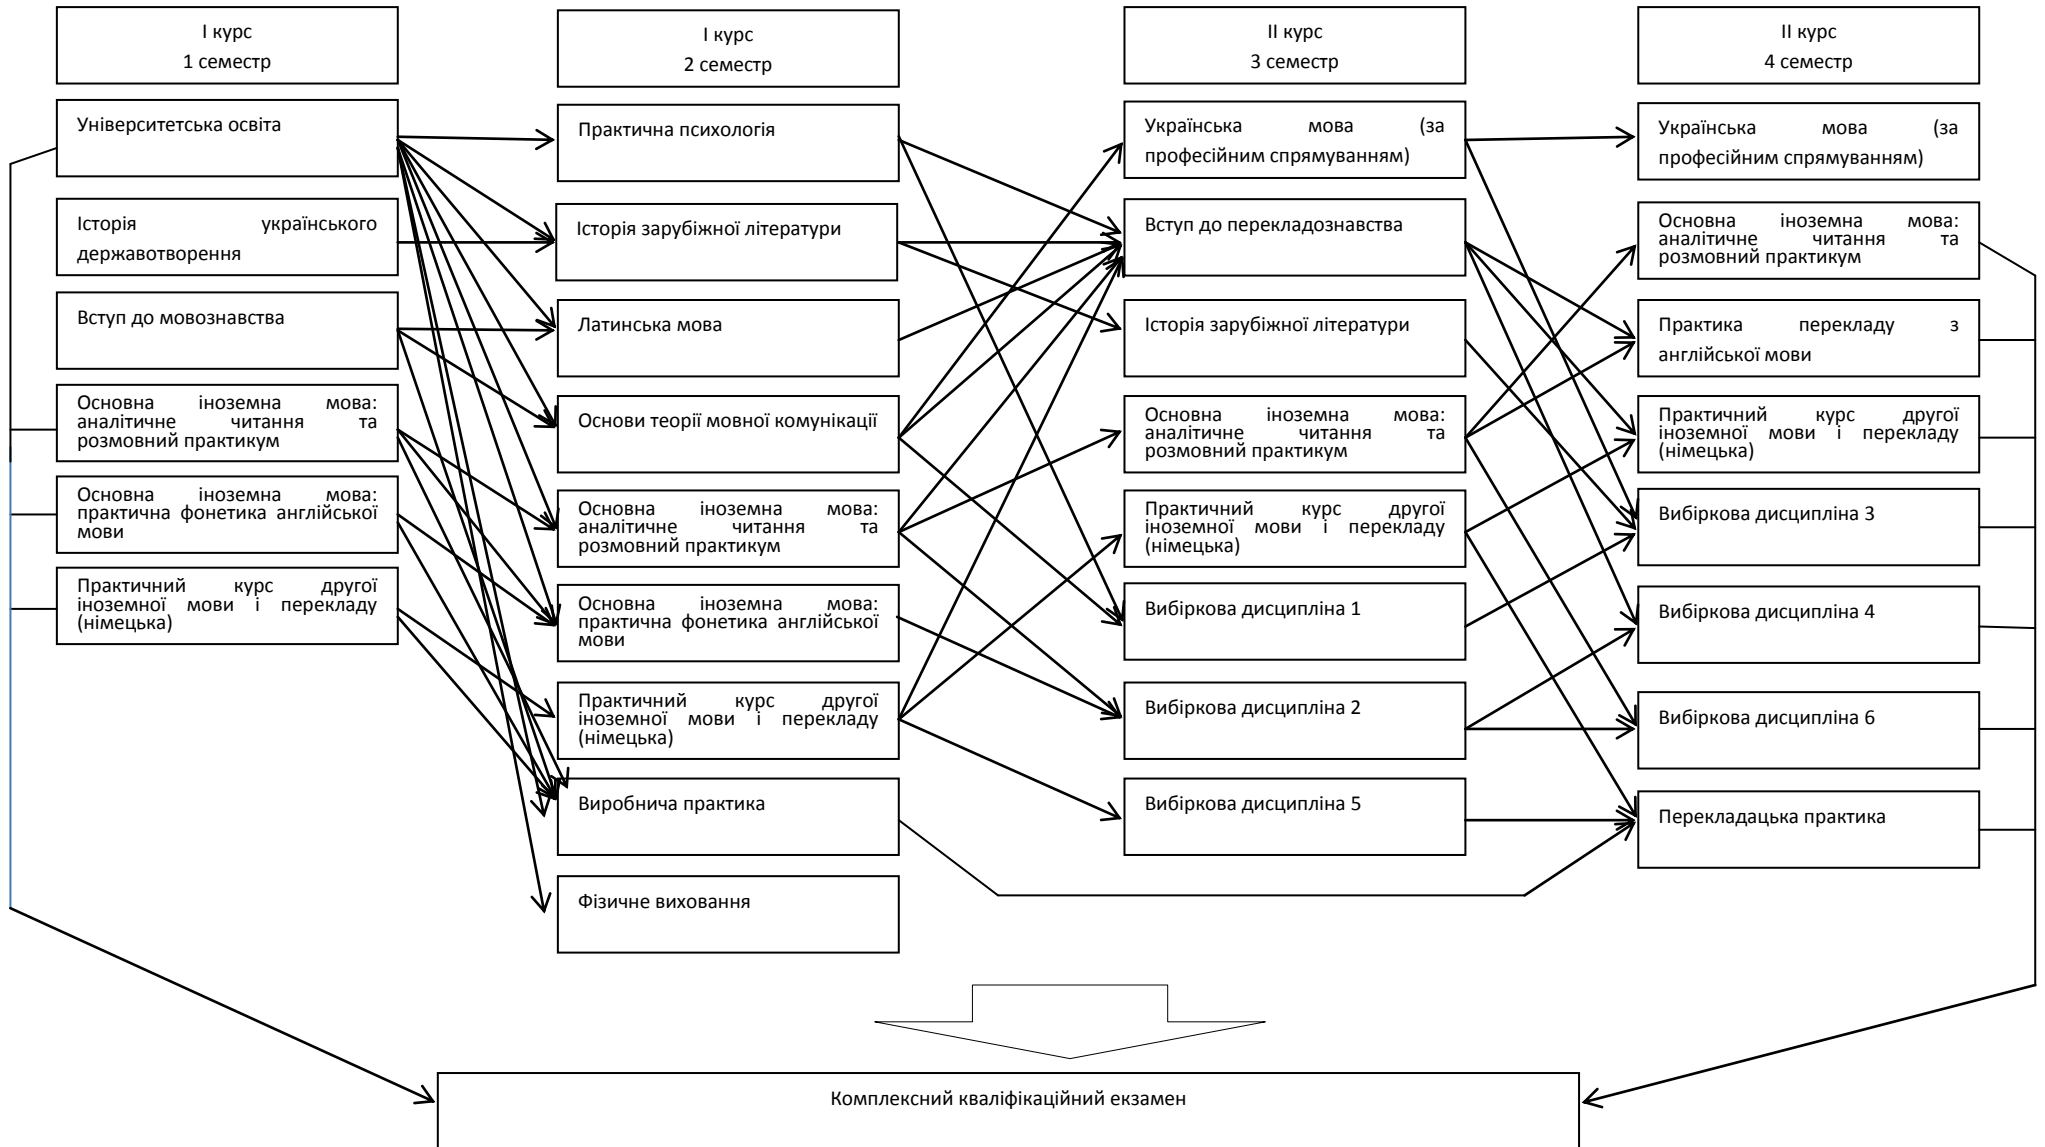 І курс
1 семестр
І курс
2 семестр
ІІ курс
3 семестр
ІІ курс
4 семестр
Університетська освіта
Історія українського
державотворення
Вступ до мовознавства
Основна іноземна мова:
аналітичне читання та
розмовний практикум
Основна іноземна мова:
практична фонетика англійської
мови
Практичний курс другої
іноземної мови і перекладу
(німецька)
Практична психологія
Історія зарубіжної літератури
Латинська мова
Основи теорії мовної комунікації
Основна іноземна мова:
аналітичне читання та
розмовний практикум
Основна іноземна мова:
практична фонетика англійської
мови
Практичний курс другої
іноземної мови і перекладу
(німецька)
Виробнича практика
Фізичне виховання
Українська мова (за
професійним спрямуванням)
Вступ до перекладознавства
Історія зарубіжної літератури
Основна іноземна мова:
аналітичне читання та
розмовний практикум
Практичний курс другої
іноземної мови і перекладу
(німецька)
Вибіркова дисципліна 1
Вибіркова дисципліна 2
Вибіркова дисципліна 5
Українська мова (за
професійним спрямуванням)
Основна іноземна мова:
аналітичне читання та
розмовний практикум
Практика перекладу з
англійської мови
Практичний курс другої
іноземної мови і перекладу
(німецька)
Вибіркова дисципліна 3
Вибіркова дисципліна 4
Вибіркова дисципліна 6
Перекладацька практика
Комплексний кваліфікаційний екзамен